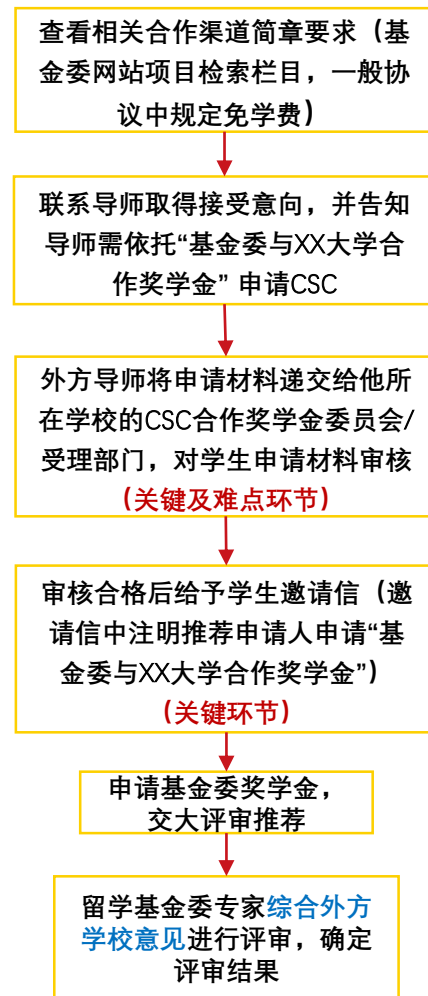 查看相关合作渠道简章要求（基
金委网站项目检索栏目，一般协
议中规定免学费）
联系导师取得接受意向，并告知
导师需依托“基金委与XX大学合
作奖学金” 申请CSC
外方导师将申请材料递交给他所
在学校的CSC合作奖学金委员会/
受理部门，对学生申请材料审核
（关键及难点环节）
审核合格后给予学生邀请信（邀
请信中注明推荐申请人申请“基
金委与XX大学合作奖学金”）
（关键环节）
申请基金委奖学金，
交大评审推荐
留学基金委专家综合外方
学校意见进行评审，确定
评审结果